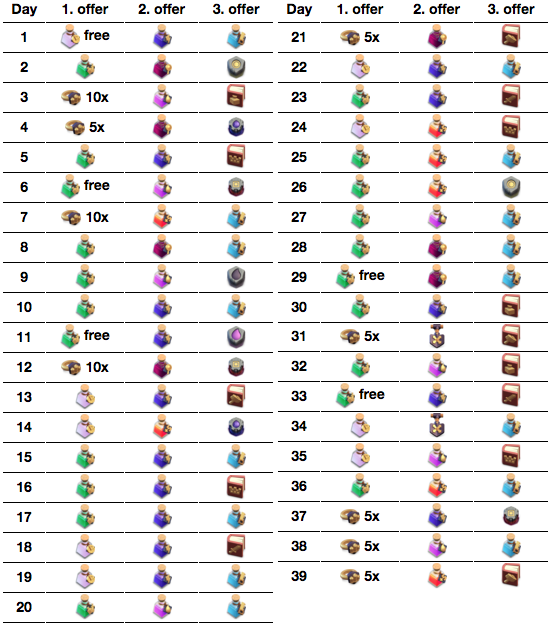 Day 1. offer 2. offer 3. offer
1 free
2
3 10x
4 5x
5
6 free
7 10x
8
9
10
11 free
12 10x
13
14
15
16
17
18
19
20
Day 1. offer 2. offer 3. offer
21 5x
22
23
24
25
26
27
28
29 free
30
31 5x
32
33 free
34
35
36
37 5x
38 5x
39 5x